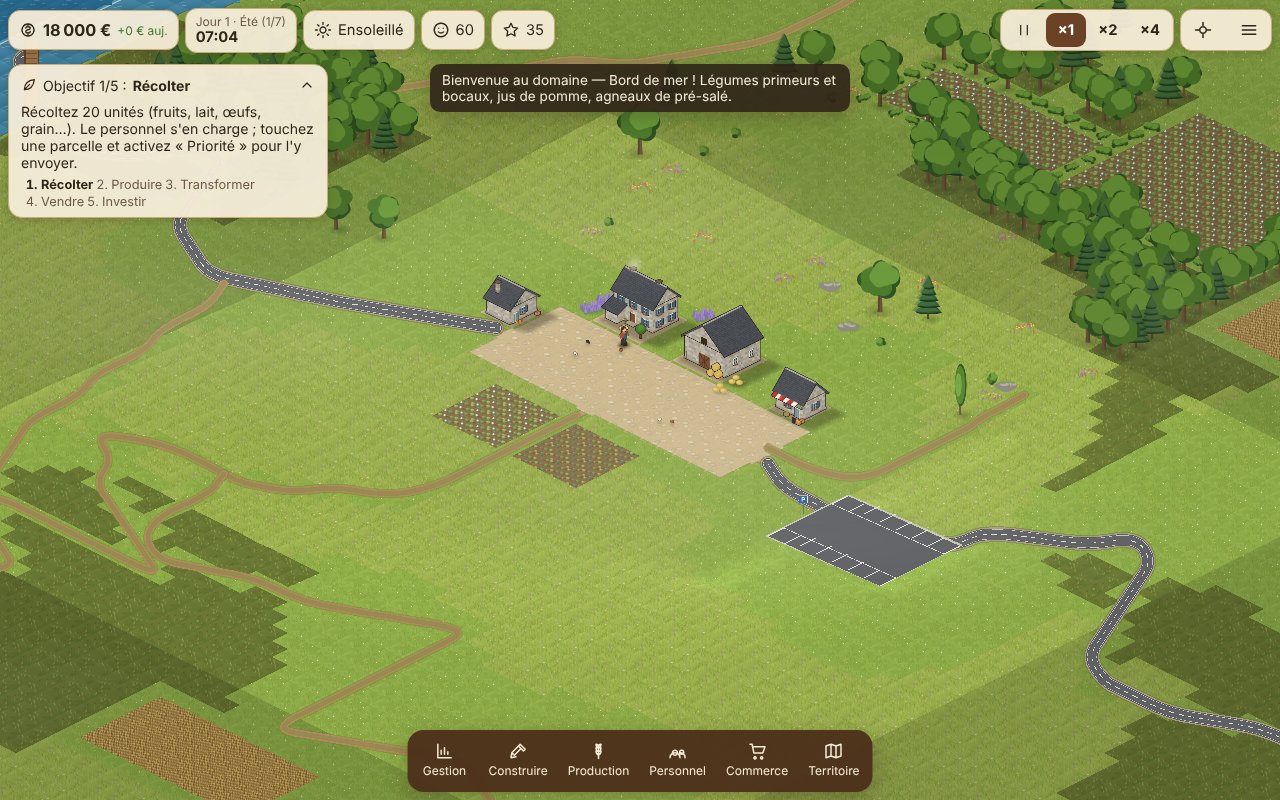 18 000 € +0 € auj.
Jour 1 · Été (1/7)
07:04
Ensoleillé
60
35
×1 ×2 ×4
Objectif 1/5 : Récolter
Récoltez 20 unités (fruits, lait, œufs,
grain...). Le personnel s'en charge ; touchez
une parcelle et activez « Priorité » pour l'y
envoyer.
1. Récolter 2. Produire 3. Transformer
4. Vendre 5. Investir
Bienvenue au domaine — Bord de mer ! Légumes primeurs et
bocaux, jus de pomme, agneaux de pré-salé.
P
Gestion Construire Production Personnel Commerce Territoire